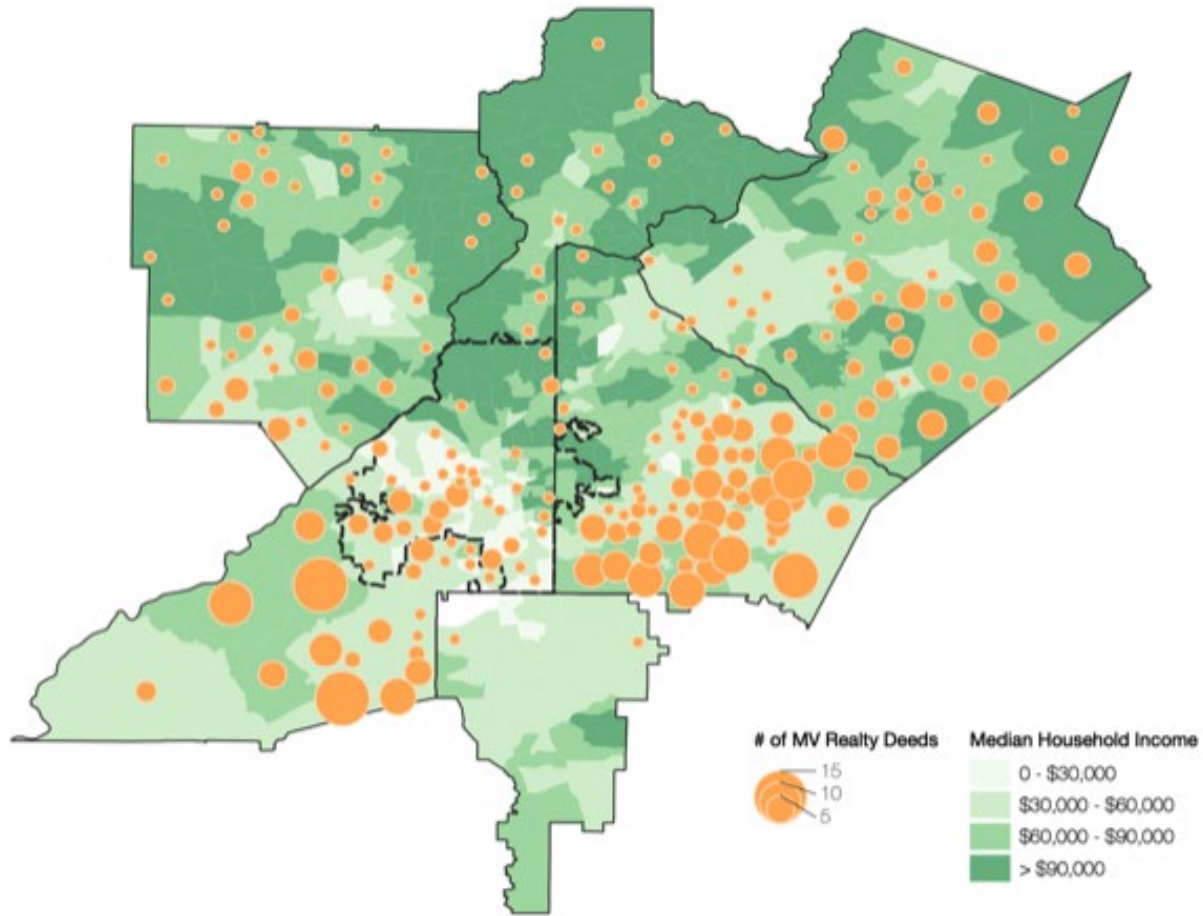 # of MV Realty Deeds
15
10
5
Median Household Income
0 - $30,000
$30,000 - $60,000
$60,000 - $90,000
> $90,000